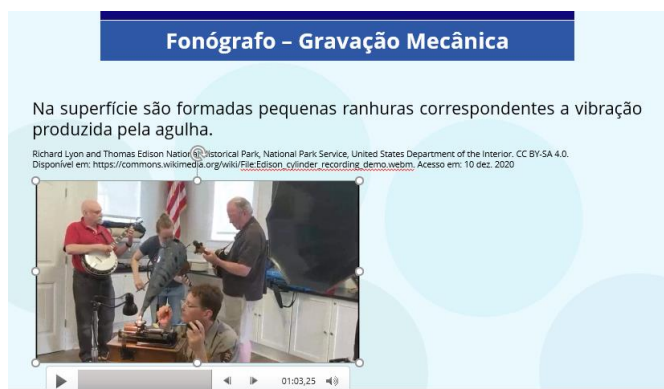 Fonógrafo – Gravação Mecânica
Na superfície são formadas pequenas ranhuras correspondentes a vibração
produzida pela agulha.
Richard Lyon and Thomas Edison National Historical Park, National Park Service, United States Department of the Interior. CC BY-SA 4.0.
Disponível em: https://commons.wikimedia.org/wiki/File:Edison_cylinder_recording_demo.webm. Acesso em: 10 dez. 2020
01:03,25